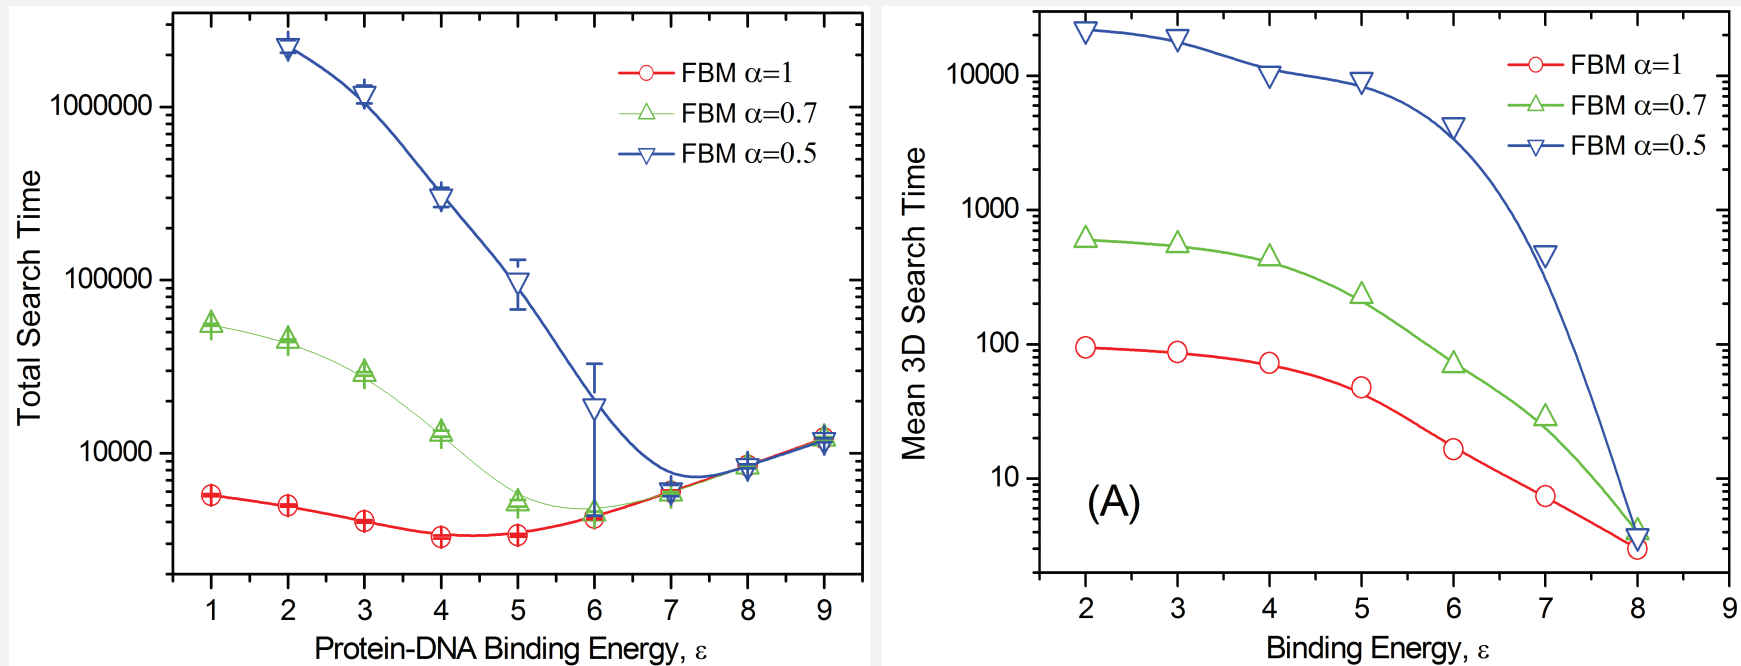 Total Search Time
1000000
100000
10000
FBM α=1
FBM α=0.7
FBM α=0.5
1 2 3 4 5 6 7 8 9
Protein-DNA Binding Energy, ε
Mean 3D Search Time
10000
1000
100
10
FBM α=1
FBM α=0.7
FBM α=0.5
(A)
2 3 4 5 6 7 8 9
Binding Energy, ε